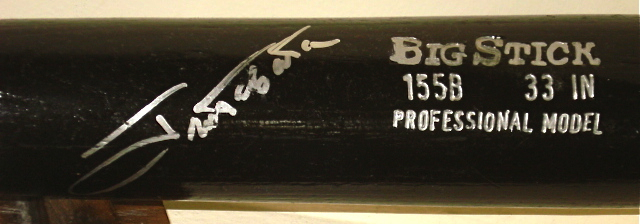 BIG STICK
155B 33 IN
PROFESSIONAL MODEL